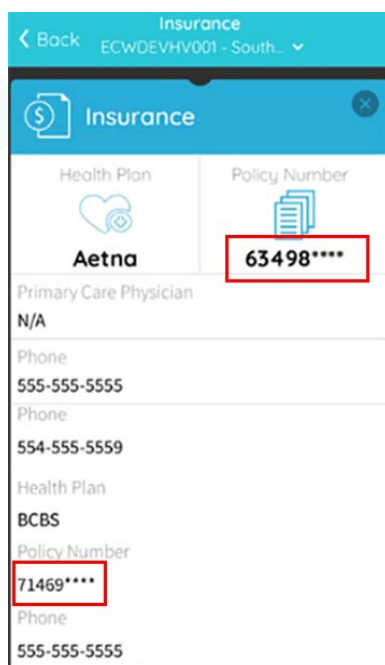 Insurance
Back
ECWDEVHV001 - South...
Insurance
Health Plan
Policy Number
Aetna
63498****
Primary Care Physician
N/A
Phone
555-555-5555
Phone
554-555-5559
Health Plan
BCBS
Policy Number
71469****
Phone
555-555-5555